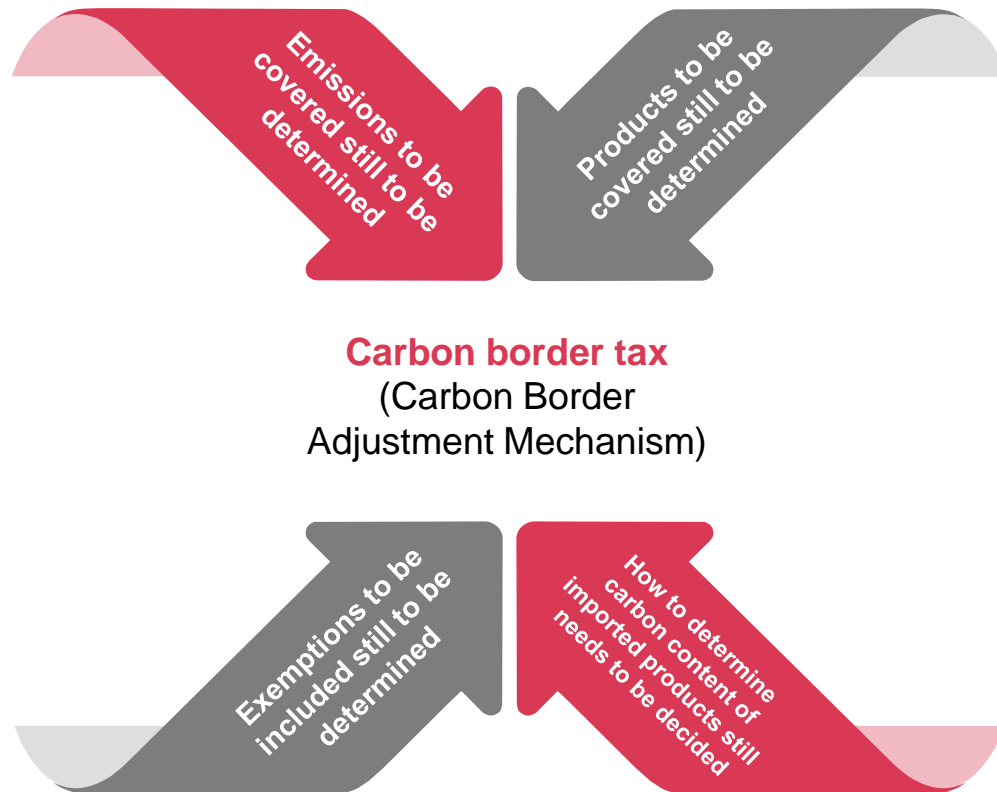 Emissions to be
covered still to be
determined
Products to be
covered still to be
determined
Carbon border tax
(Carbon Border
Adjustment Mechanism)
Exemptions to be
included still to be
determined
How to determine
carbon content of
imported products still
needs to be decided